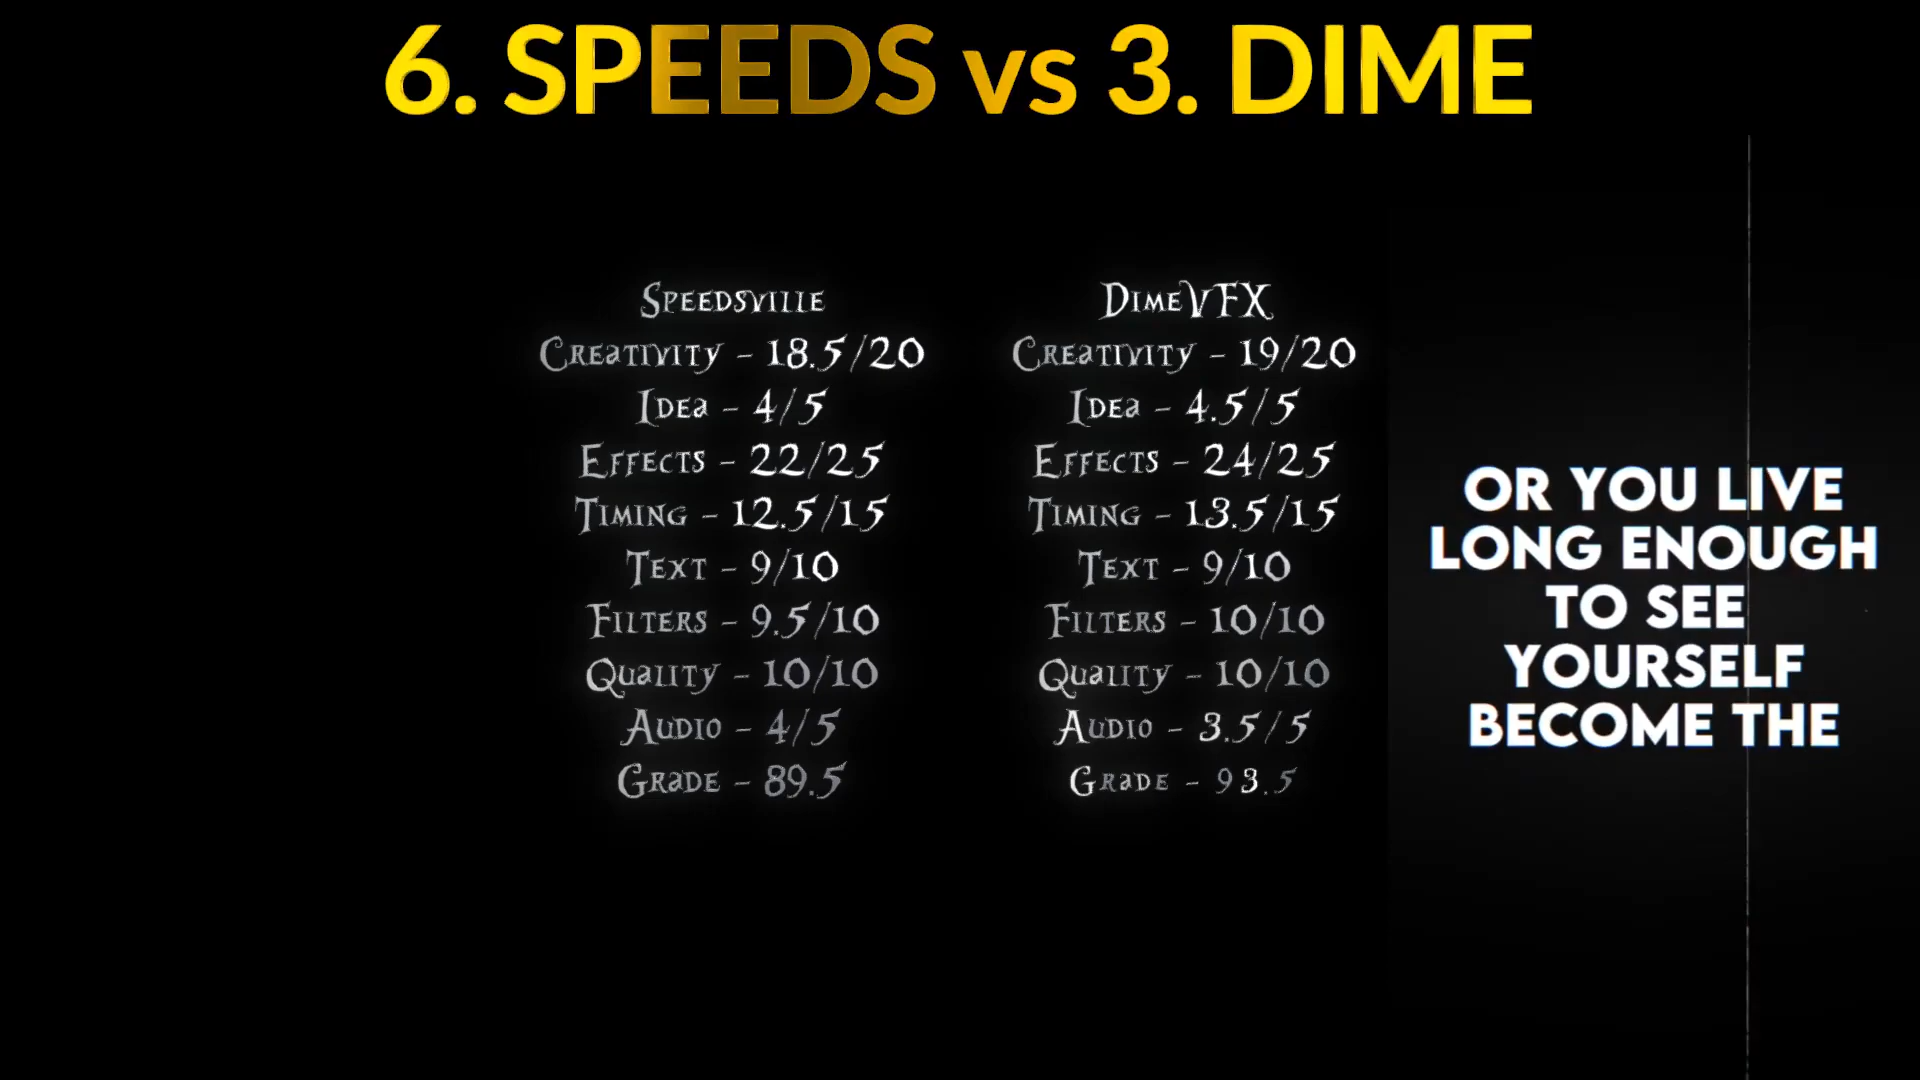 6. SPEEDS vs 3. DIME
Speedsville
Creativity - 18.5/20
Idea - 4/5
Effects - 22/25
Timing - 12.5/15
Text - 9/10
Filters - 9.5/10
Quality - 10/10
Audio - 4/5
Grade - 89.5
DimeVFX
Creativity - 19/20
Idea - 4.5/5
Effects - 24/25
Timing - 13.5/15
Text - 9/10
Filters - 10/10
Quality - 10/10
Audio - 3.5/5
Grade - 93.5
OR YOU LIVE
LONG ENOUGH
TO SEE
YOURSELF
BECOME THE